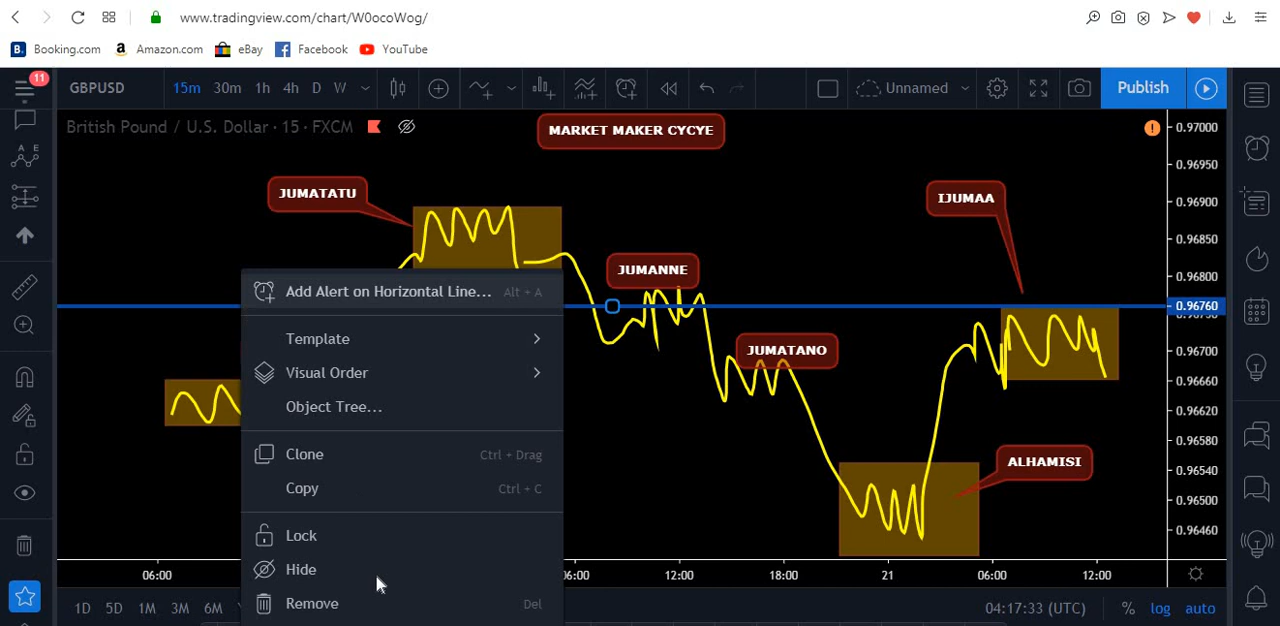 www.tradingview.com/chart/W0ocoWog/
B. Booking.com a Amazon.com eBay f Facebook YouTube
11 GBPUSD 15m 30m 1h 4h D W Unnamed Publish
British Pound / U.S. Dollar · 15 · FXCM
MARKET MAKER CYCYE
0.97000
0.96950
JUMATATU
IJUMAA
0.96900
0.96850
JUMANNE
0.96800
Add Alert on Horizontal Line... Alt + A
0.96760
Template
JUMATANO
0.96700
Visual Order
0.96660
Object Tree...
0.96620
0.96580
Clone Ctrl + Drag
ALHAMISI
0.96540
Copy Ctrl + C
0.96500
0.96460
Lock
Hide
06:00 06:00 12:00 18:00 21 06:00 12:00
Remove Del
1D 5D 1M 3M 6M 04:17:33 (UTC) % log auto